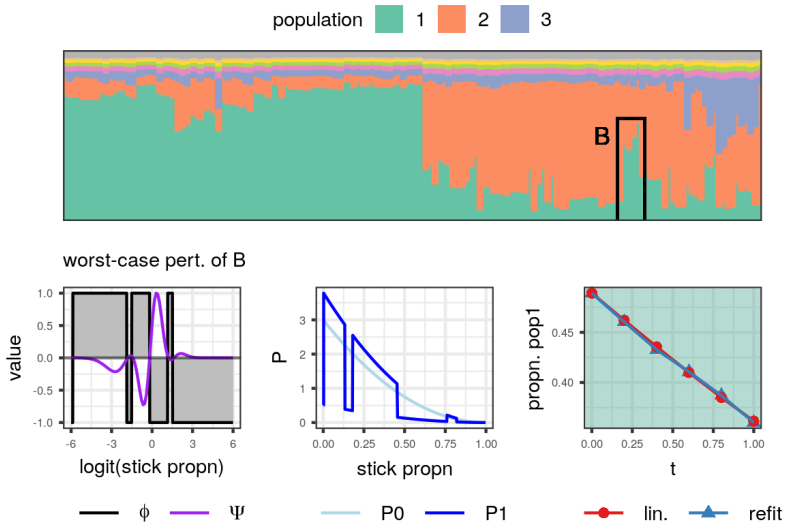 population 1 2 3
B
worst-case pert. of B
value
1.0
0.5
0.0
-0.5
-1.0
-6 -3 0 3 6
logit(stick propn)
P
3
2
1
0
0.00 0.25 0.50 0.75 1.00
stick propn
propn. pop1
0.45
0.40
0.00 0.25 0.50 0.75 1.00
t
ϕ Ψ P0 P1 lin. refit